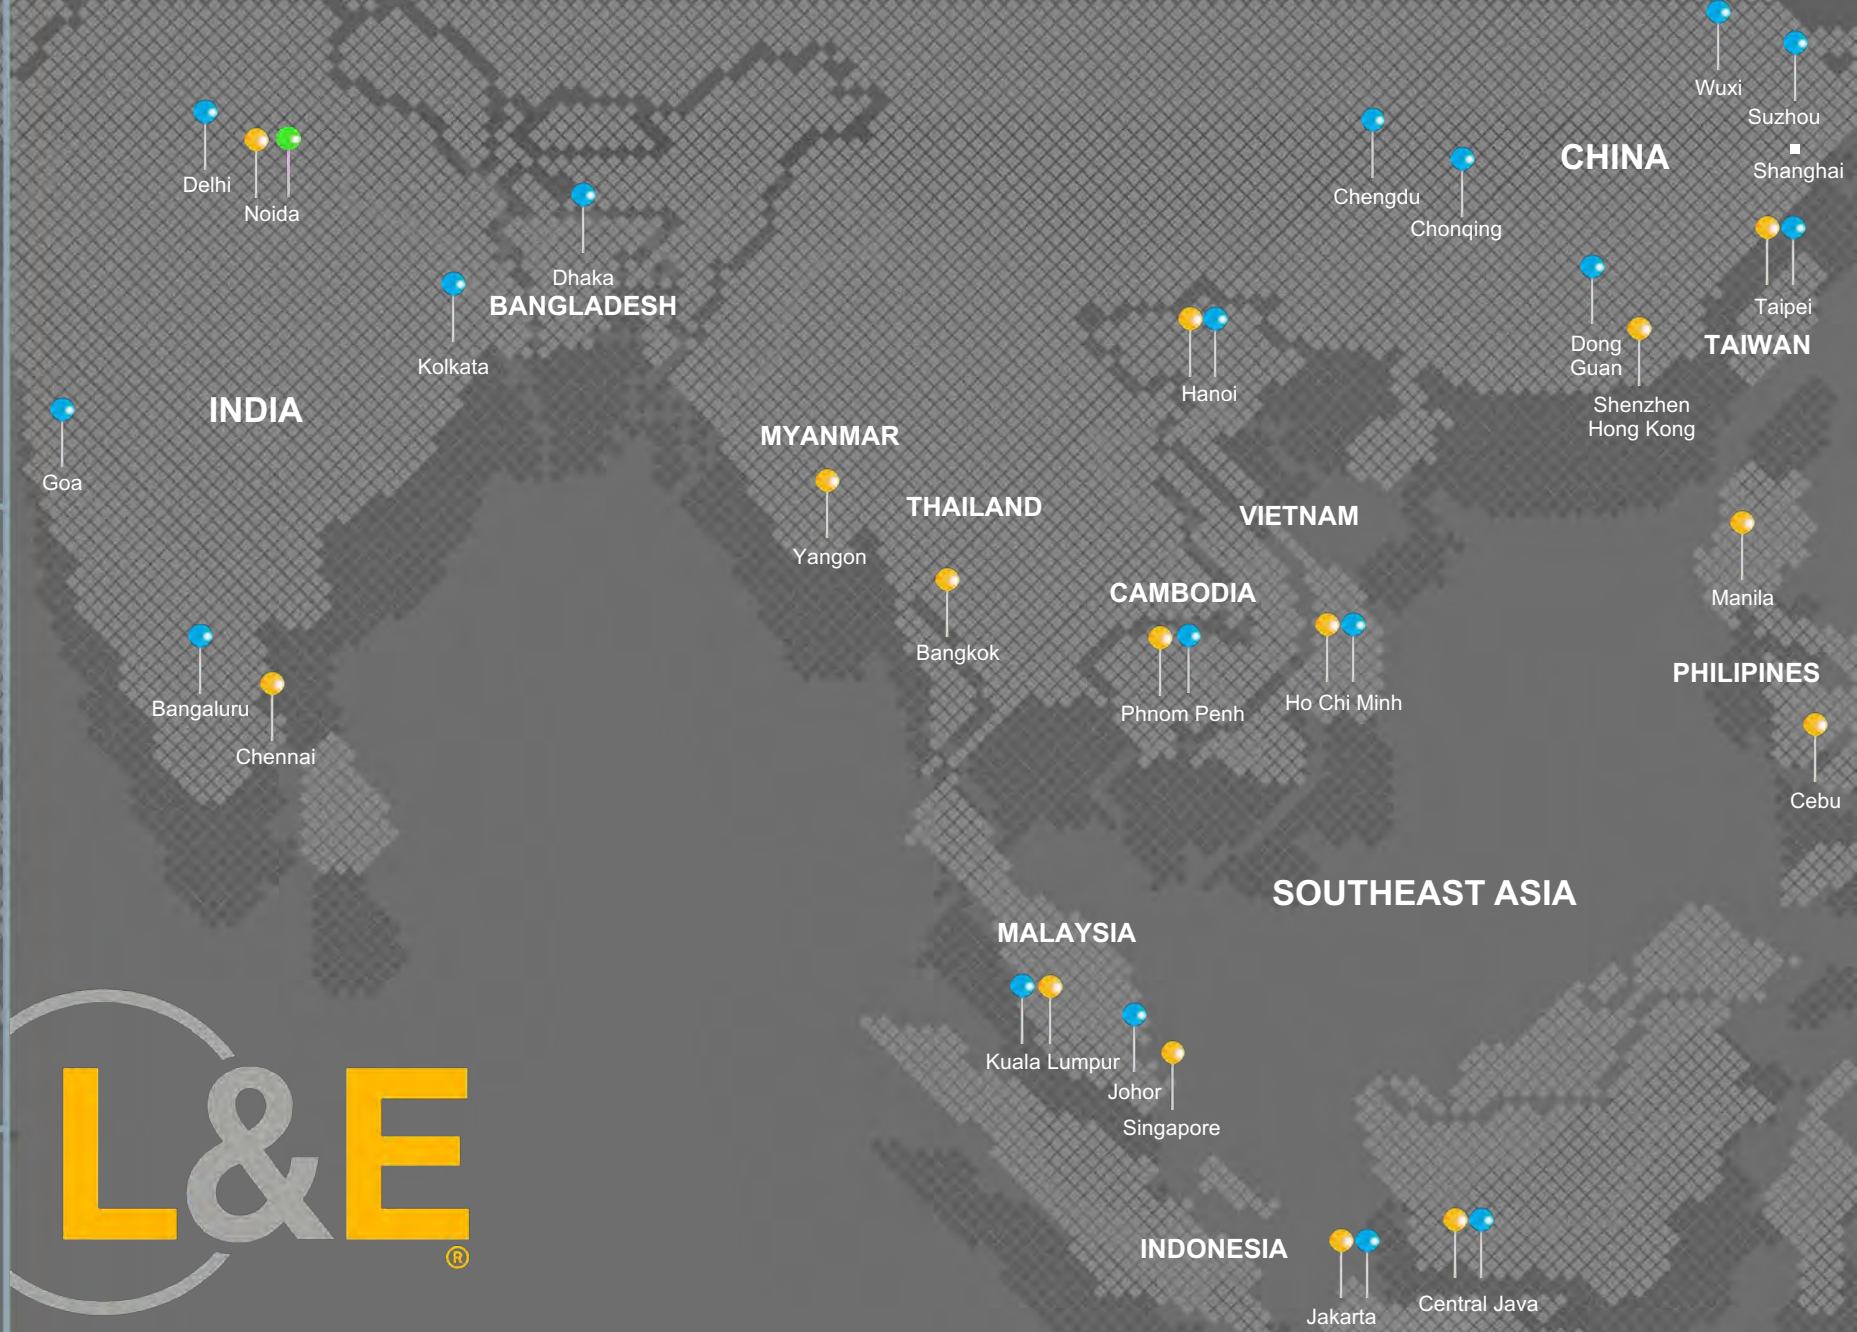 Wuxi
Suzhou
CHINA
Shanghai
Delhi
Noida
Chengdu
Chonqing
Dhaka
BANGLADESH
Kolkata
Taipei
TAIWAN
Dong
Guan
Hanoi
Shenzhen
Hong Kong
INDIA
MYANMAR
Goa
THAILAND
VIETNAM
Yangon
CAMBODIA
Manila
Bangkok
PHILIPINES
Bangaluru
Phnom Penh
Ho Chi Minh
Chennai
Cebu
SOUTHEAST ASIA
MALAYSIA
Kuala Lumpur
Johor
Singapore
L&E
®
INDONESIA
Jakarta
Central Java